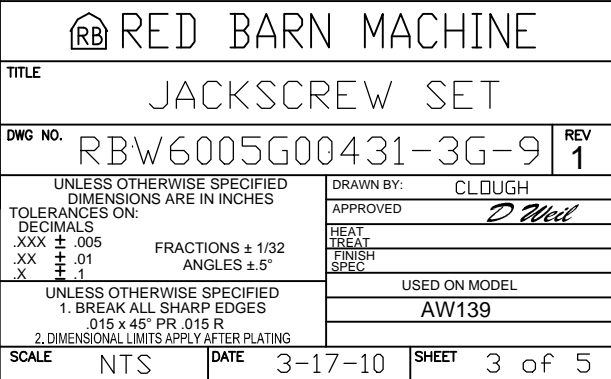 RB RED BARN MACHINE
TITLE
JACKSCREW SET
DWG NO. RBW6005G00431-3G-9
REV 1
UNLESS OTHERWISE SPECIFIED
DIMENSIONS ARE IN INCHES
TOLERANCES ON:
DECIMALS
.XXX ± .005
.XX ± .01
.X ± .1
FRACTIONS ± 1/32
ANGLES ±.5°
UNLESS OTHERWISE SPECIFIED
1. BREAK ALL SHARP EDGES
.015 x 45° PR .015 R
2. DIMENSIONAL LIMITS APPLY AFTER PLATING
DRAWN BY: CLOUGH
APPROVED D Weil
HEAT
TREAT
FINISH
SPEC
USED ON MODEL
AW139
SCALE NTS
DATE 3-17-10
SHEET 3 of 5